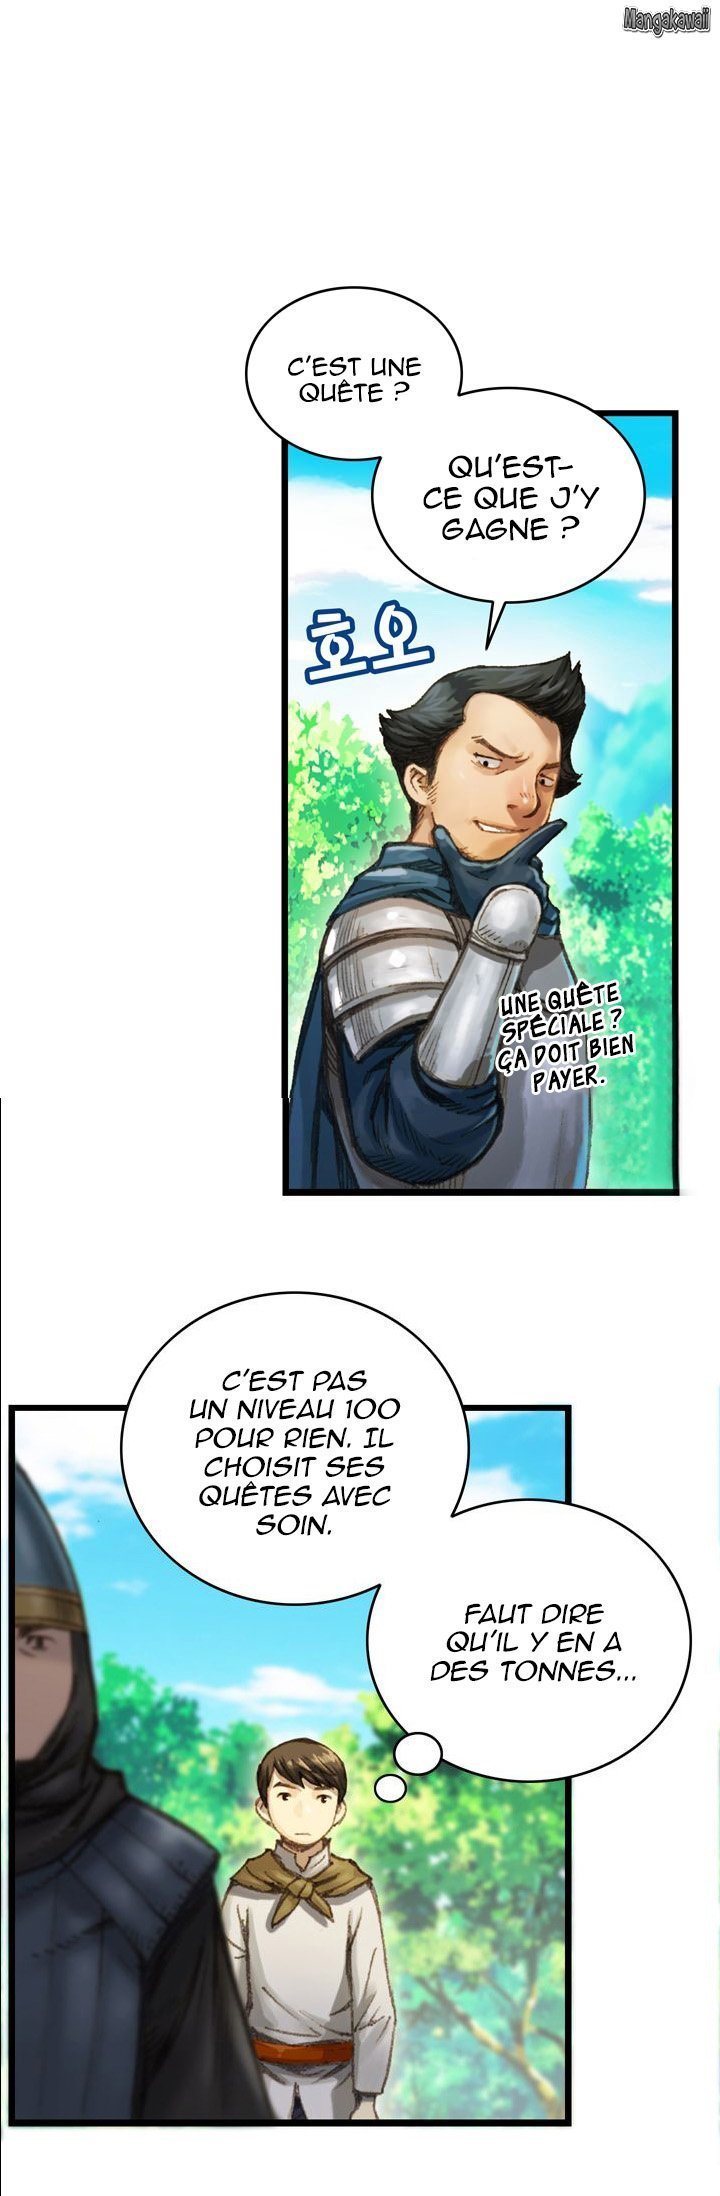 Mangakawaii
C'EST UNE
QUÊTE ?
QU'EST-
CE QUE J'Y
GAGNE ?
호오
UNE QUÊTE
SPÉCIALE ?
ÇA DOIT BIEN
PAYER.
C'EST PAS
UN NIVEAU 100
POUR RIEN. IL
CHOISIT SES
QUÊTES AVEC
SOIN.
FAUT DIRE
QU'IL Y EN A
DES TONNES...